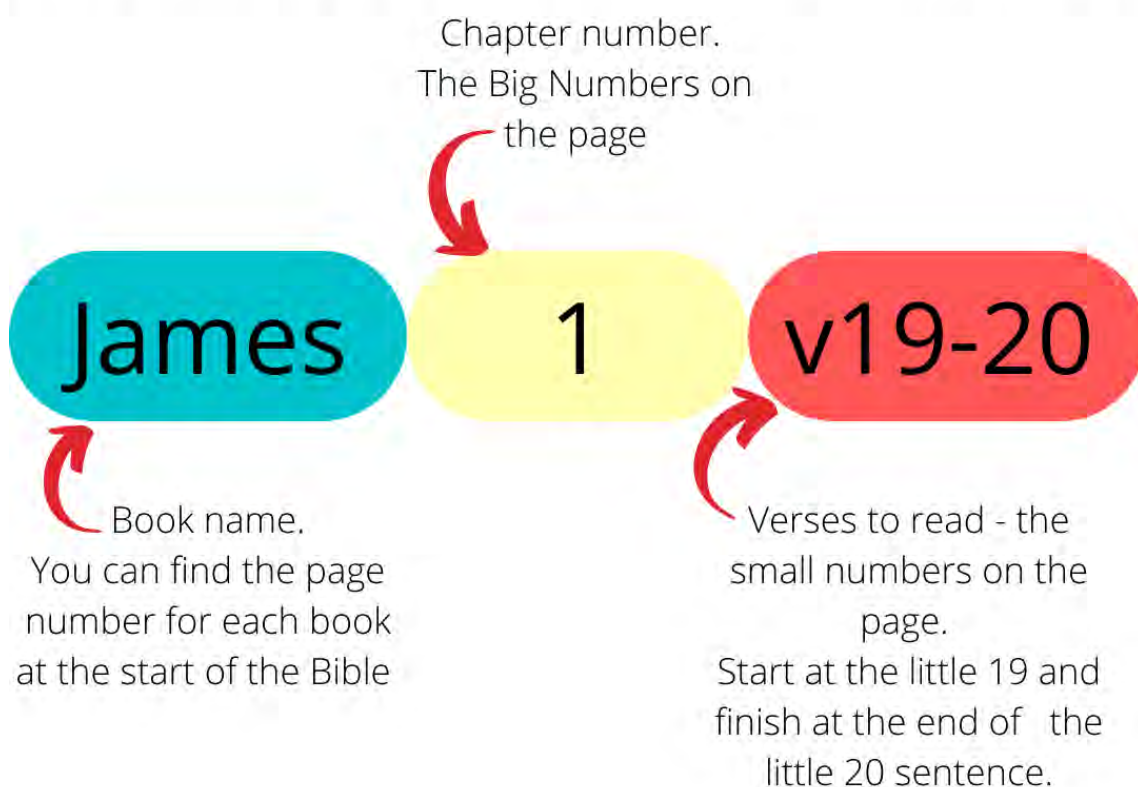 Chapter number.
The Big Numbers on
the page
James 1 v19-20
Book name.
You can find the page
number for each book
at the start of the Bible
Verses to read - the
small numbers on the
page.
Start at the little 19 and
finish at the end of the
little 20 sentence.